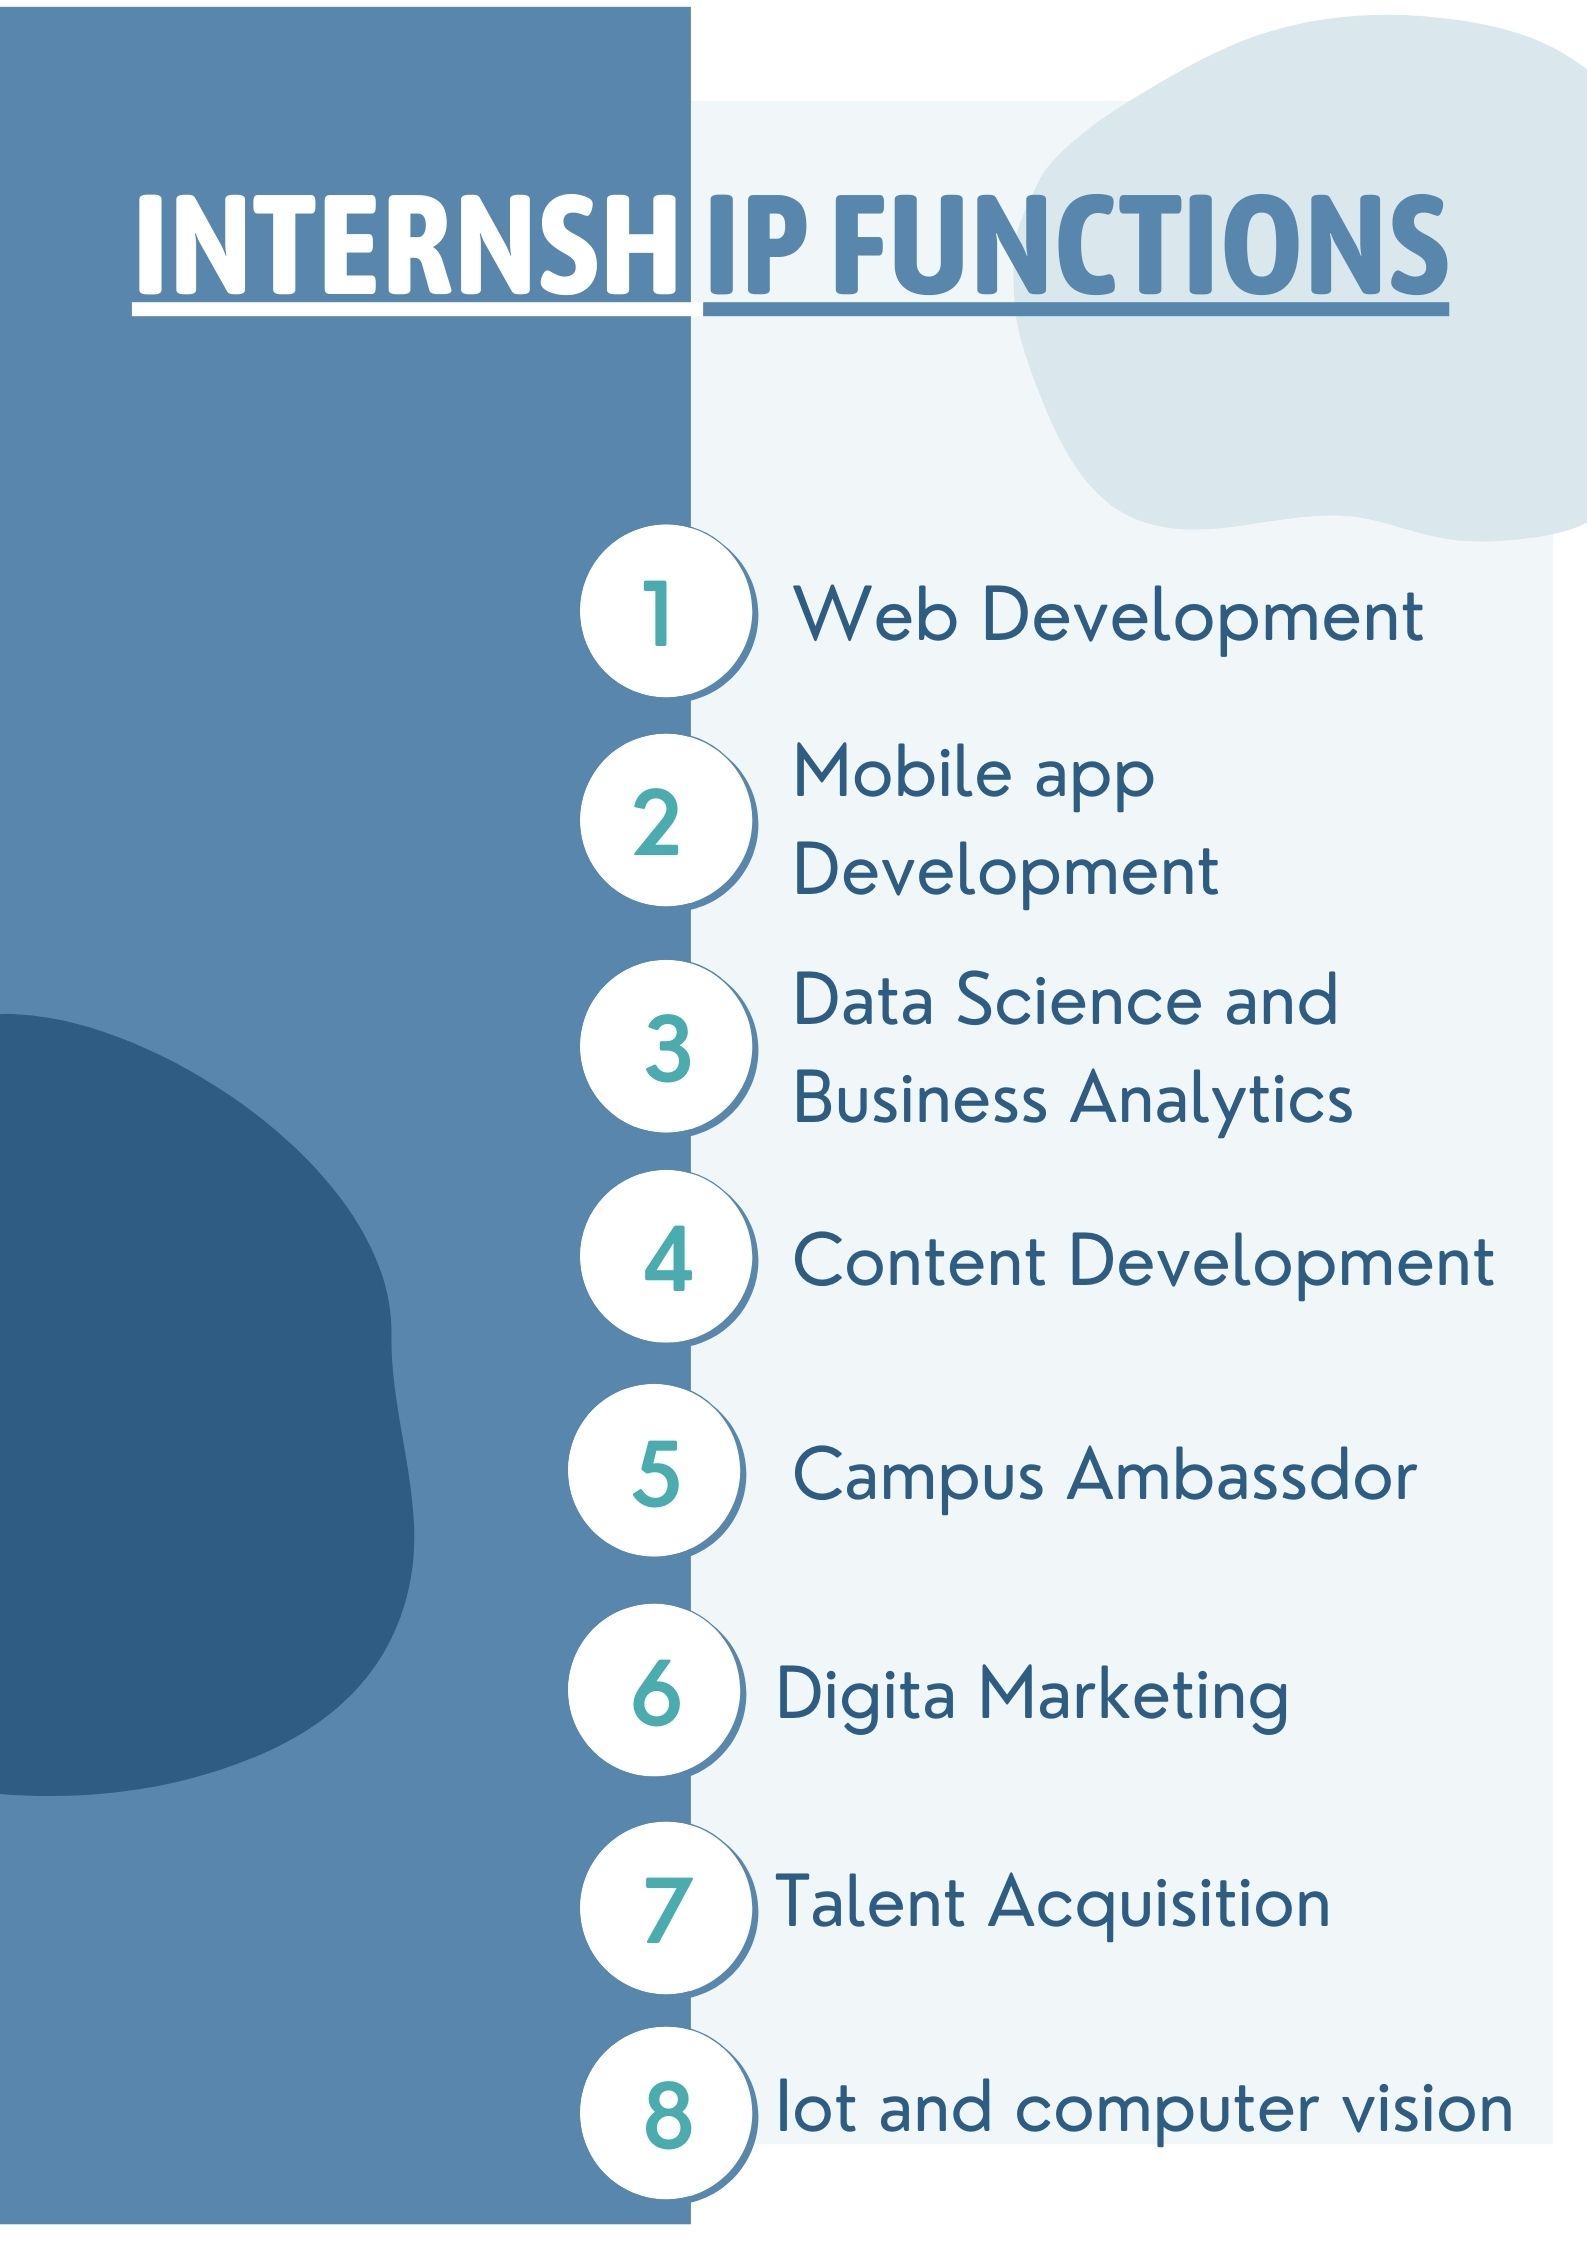 INTERNSHIP FUNCTIONS
1 Web Development
2 Mobile app
Development
3 Data Science and
Business Analytics
4 Content Development
5 Campus Ambassdor
6 Digita Marketing
7 Talent Acquisition
8 Iot and computer vision